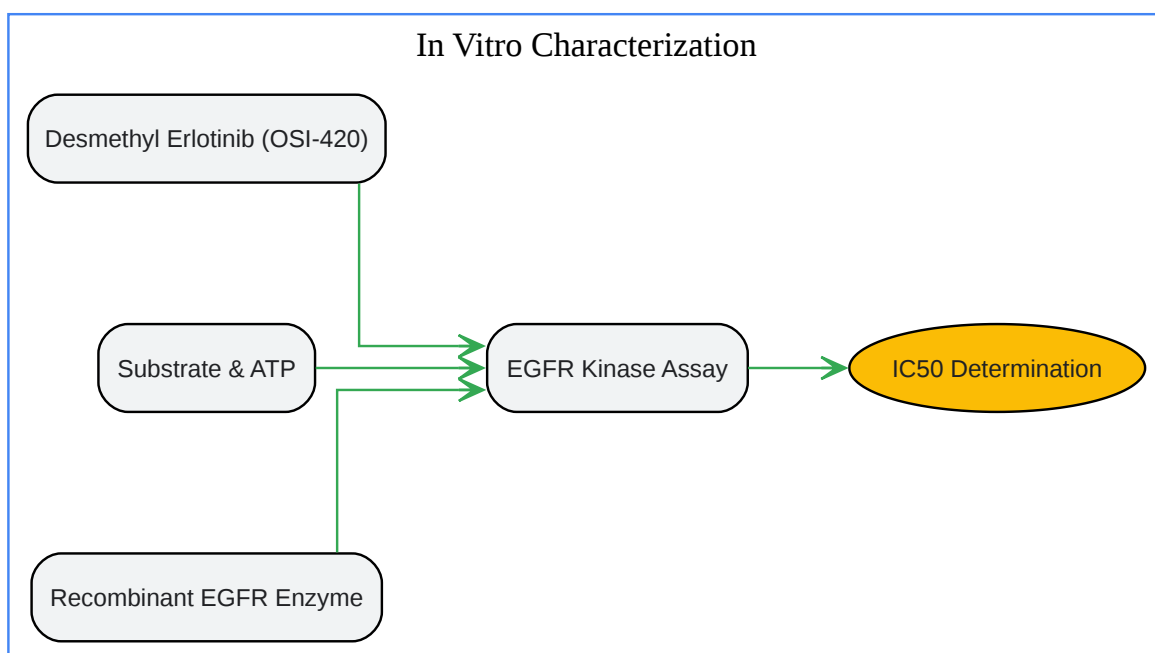 In Vitro Characterization
Desmethyl Erlotinib (OSI-420)
Substrate & ATP
EGFR Kinase Assay
IC50 Determination
Recombinant EGFR Enzyme